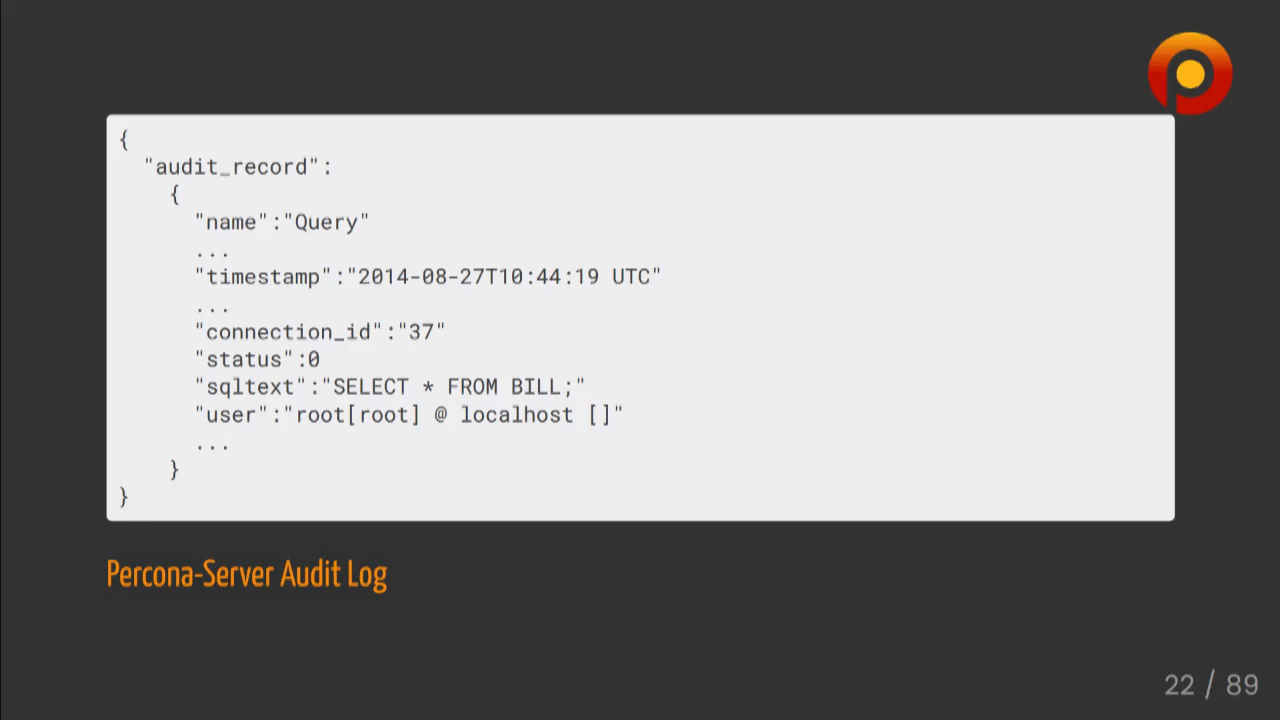 {
"audit_record":
{
"name":"Query"
...
"timestamp":"2014-08-27T10:44:19 UTC"
...
"connection_id":"37"
"status":0
"sqltext":"SELECT * FROM BILL;"
"user":"root[root] @ localhost []"
...
}
}
Percona-Server Audit Log
22 / 89